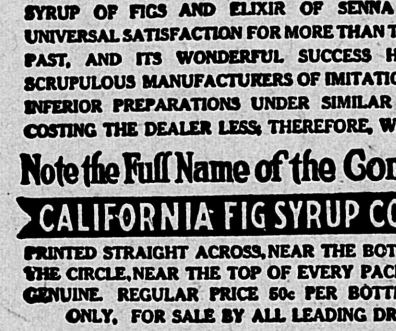 SYRUP OF FIGS AND ELIXIR OF SENNA
UNIVERSAL SATISFACTION FOR MORE THAN T
PAST, AND ITS WONDERFUL SUCCESS H
SCRUPULOUS MANUFACTURERS OF IMITATIO
INFERIOR PREPARATIONS UNDER SIMILAR
COSTING THE DEALER LESS; THEREFORE, W
Note the Full Name of the Com
CALIFORNIA FIG SYRUP CO
PRINTED STRAIGHT ACROSS, NEAR THE BOT
THE CIRCLE, NEAR THE TOP OF EVERY PAC
GENUINE. REGULAR PRICE 50c PER BOTTL
ONLY. FOR SALE BY ALL LEADING DR